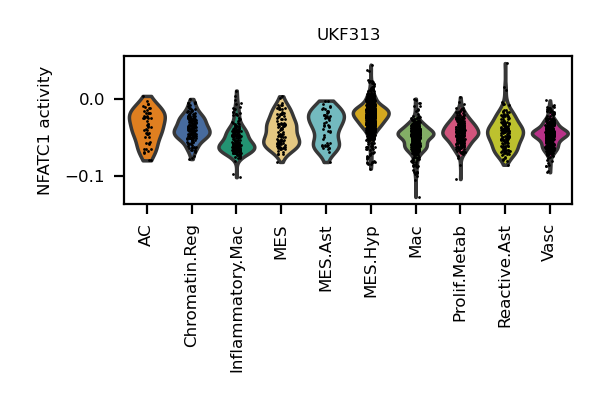 UKF313
NFATC1 activity
0.0
−0.1
AC
Chromatin.Reg
Inflammatory.Mac
MES
MES.Ast
MES.Hyp
Mac
Prolif.Metab
Reactive.Ast
Vasc